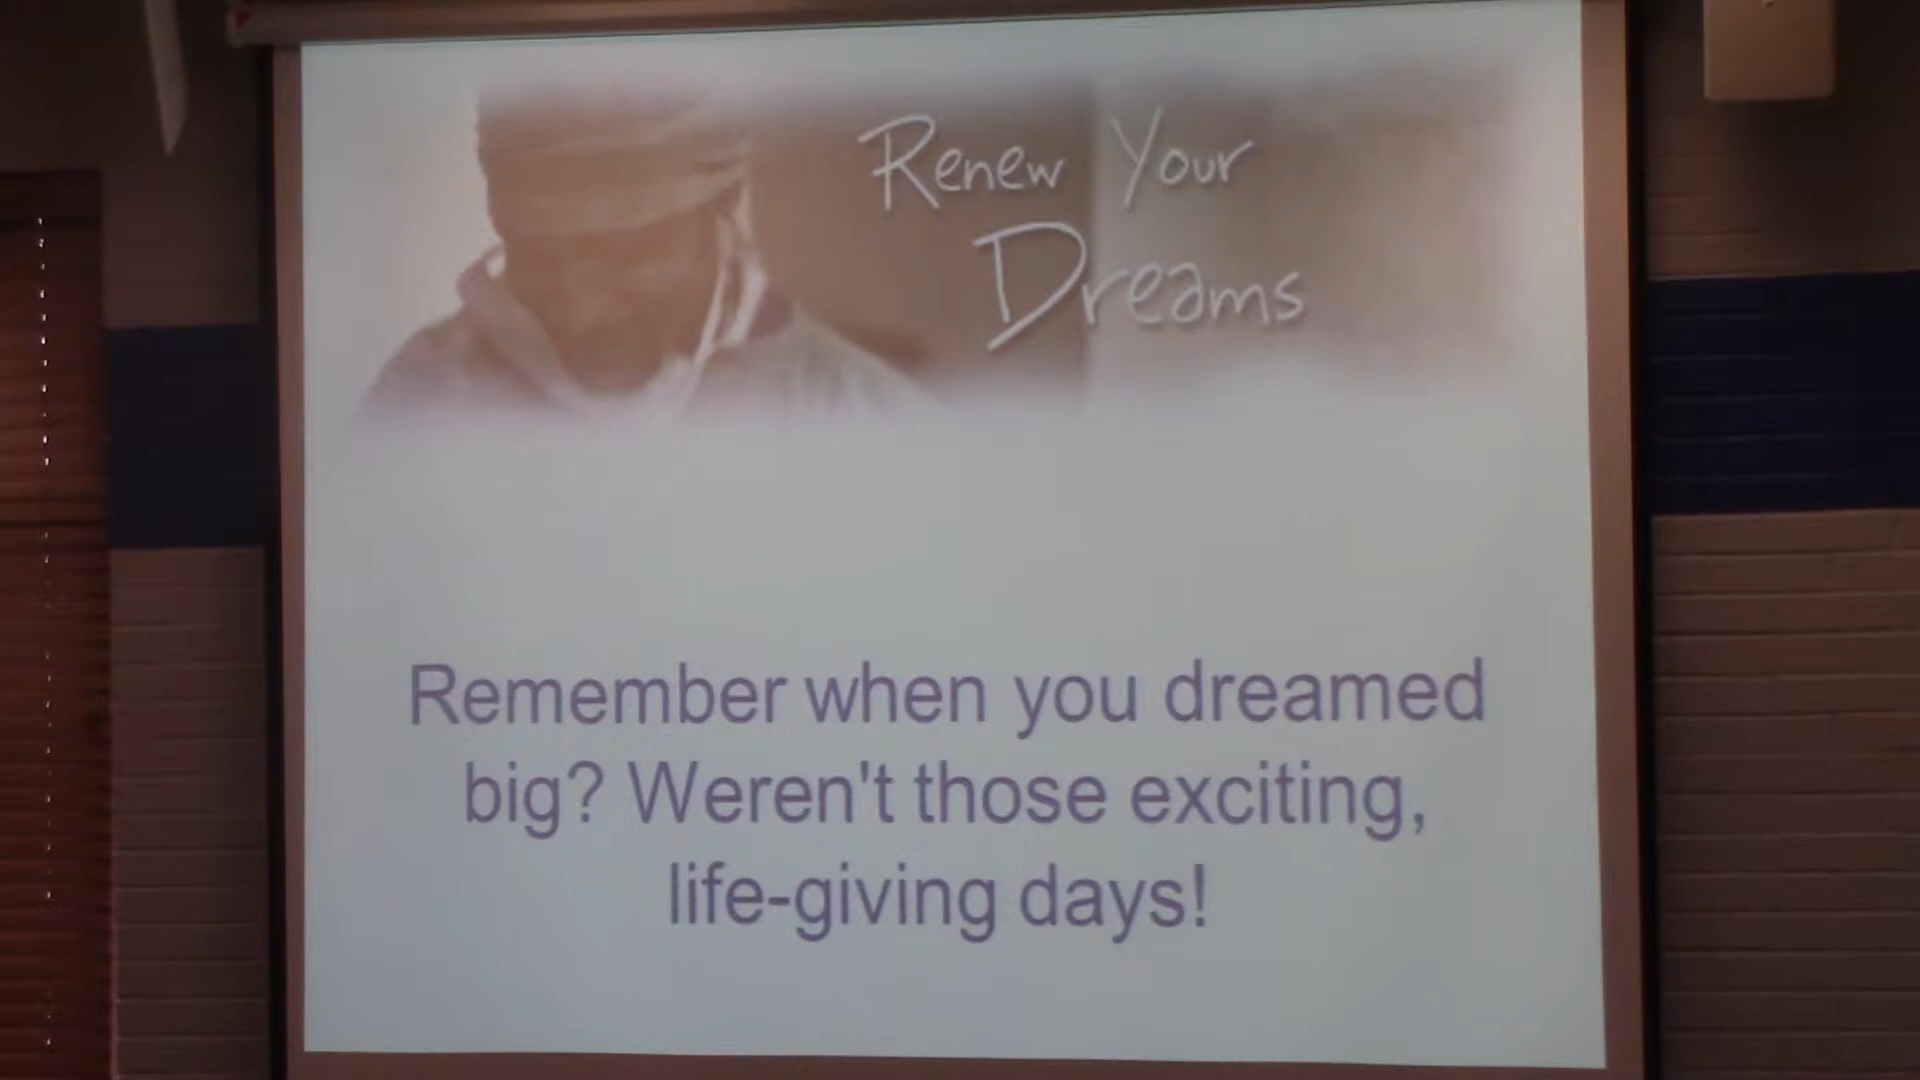 Renew Your
Dreams
Remember when you dreamed
big? Weren't those exciting,
life-giving days!